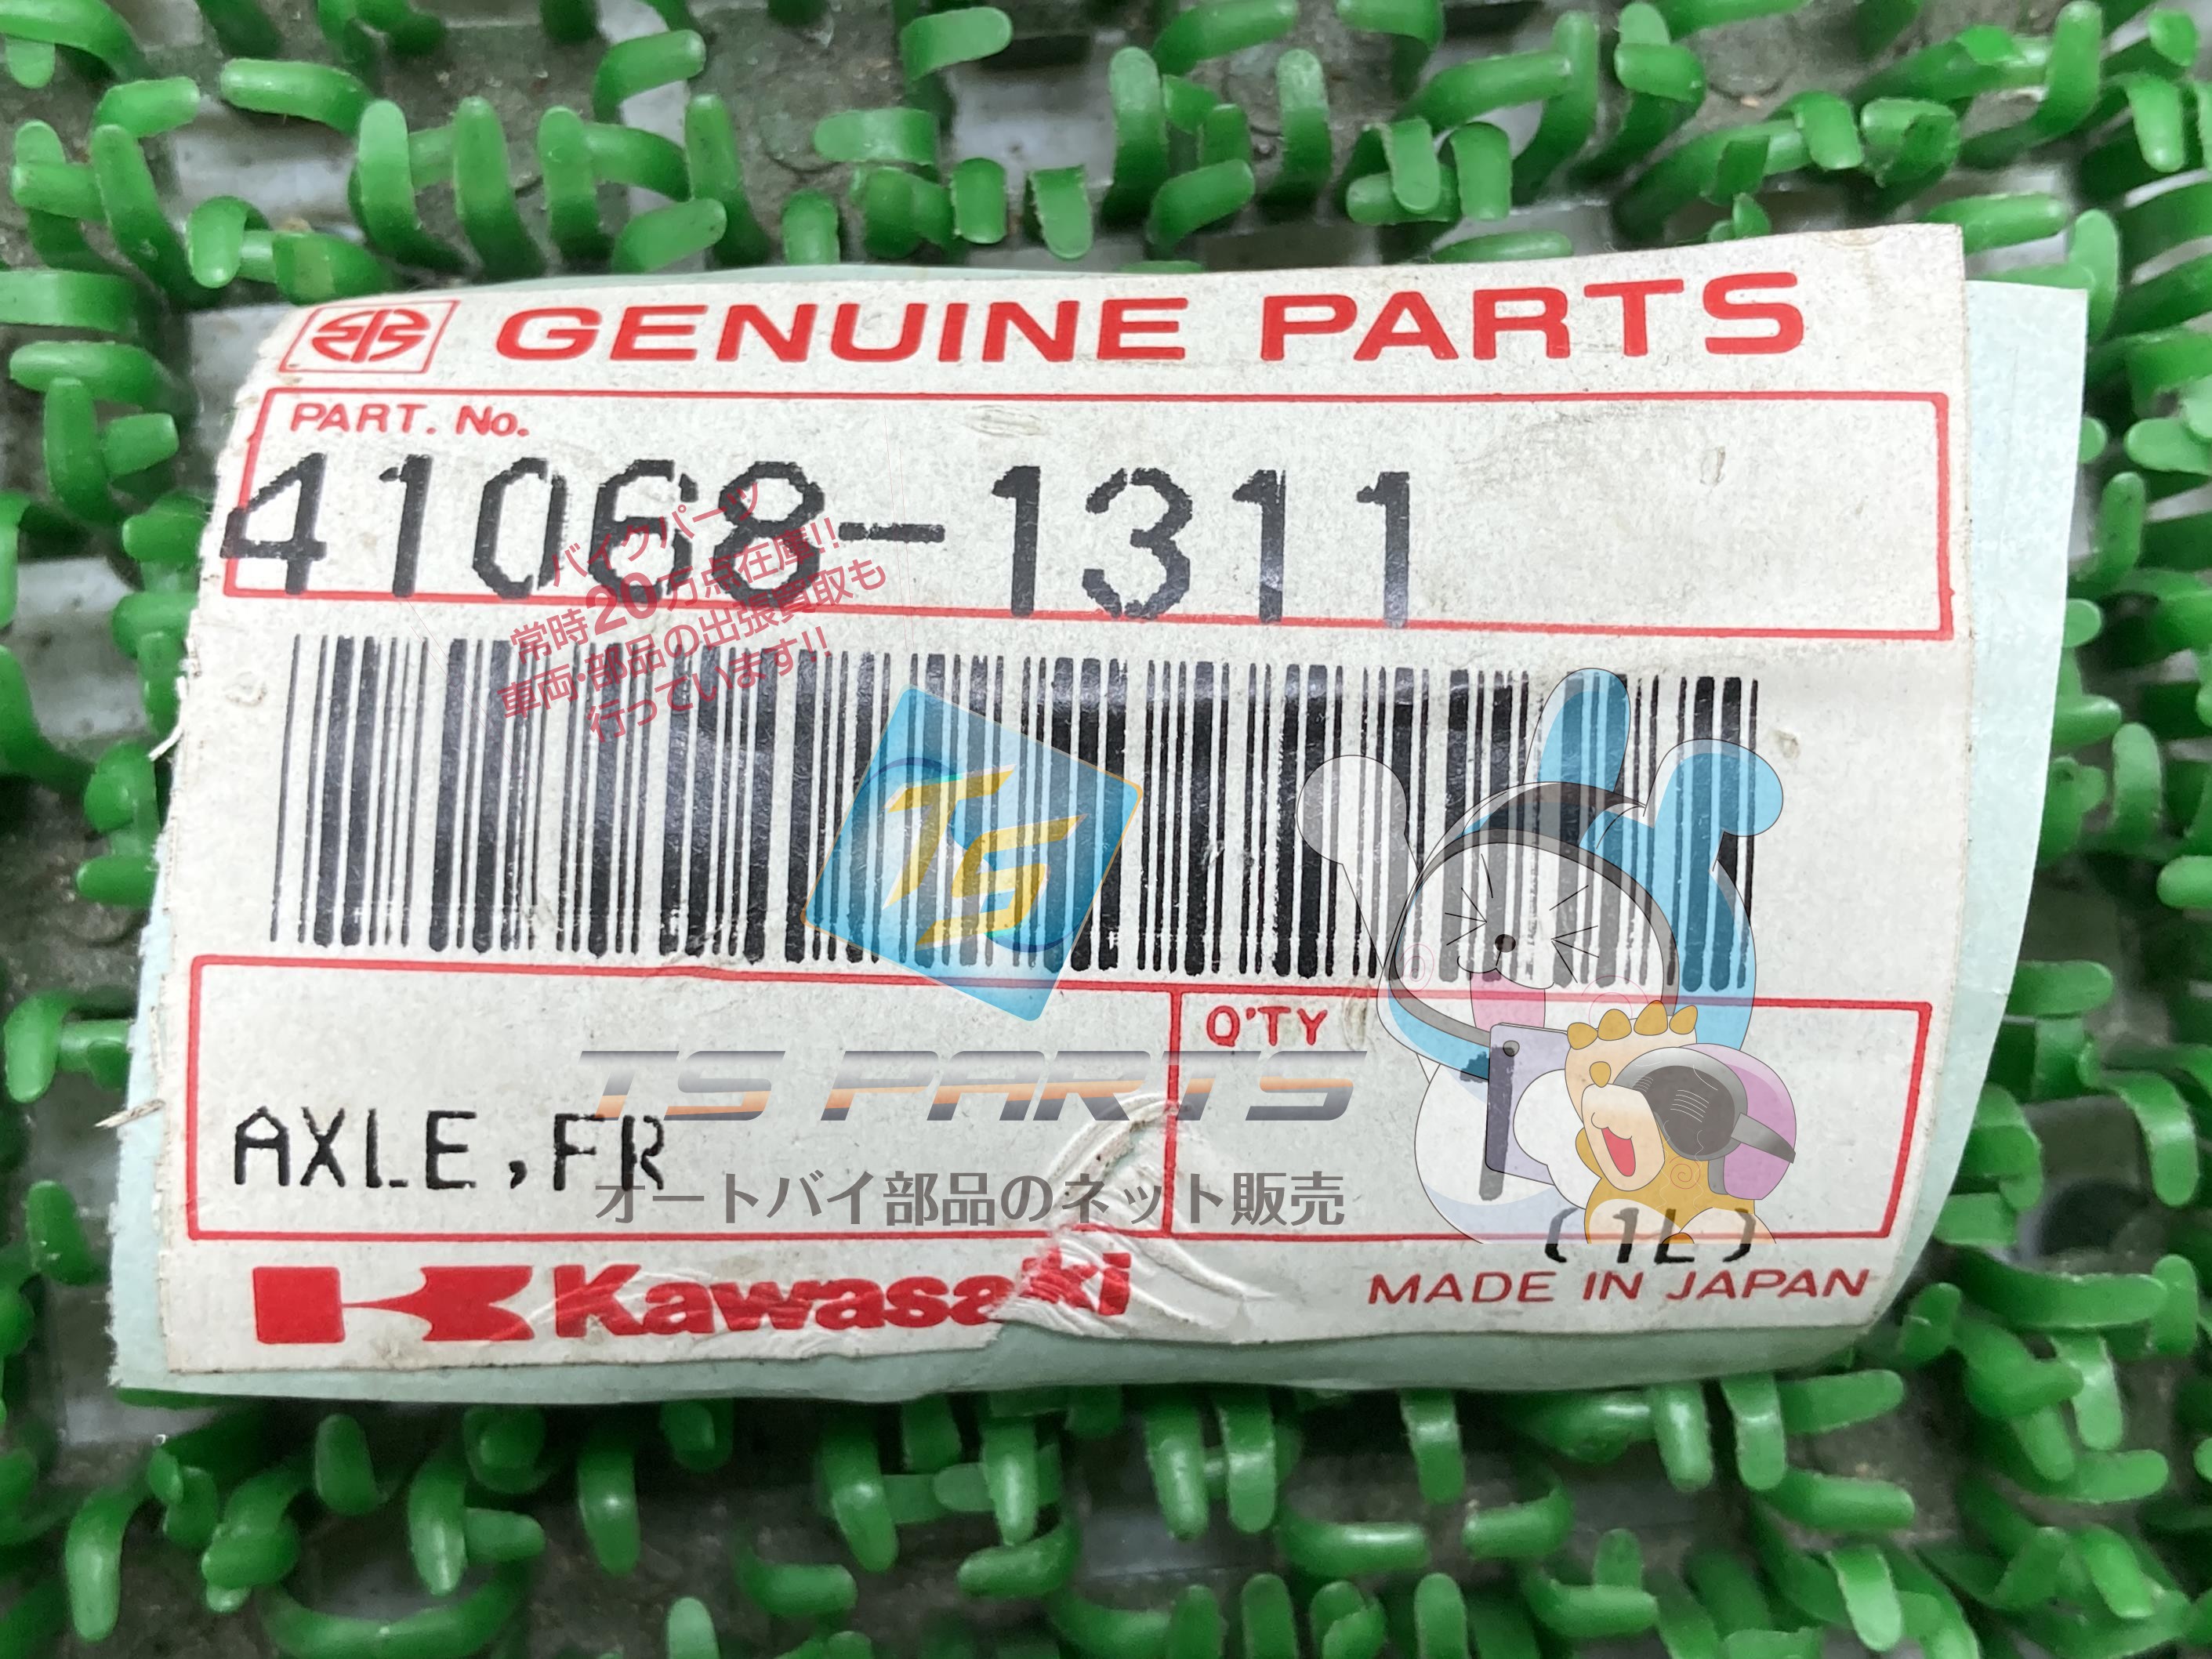 GENUINE PARTS
PART. No.
41068-1311
バイクパーツ
常時20万点在庫!!
車両・部品の出張買取も
行っています!!
TS
Q'TY
1
TS PARTS
AXLE,FR
オートバイ部品のネット販売
(1L)
Kawasaki
MADE IN JAPAN